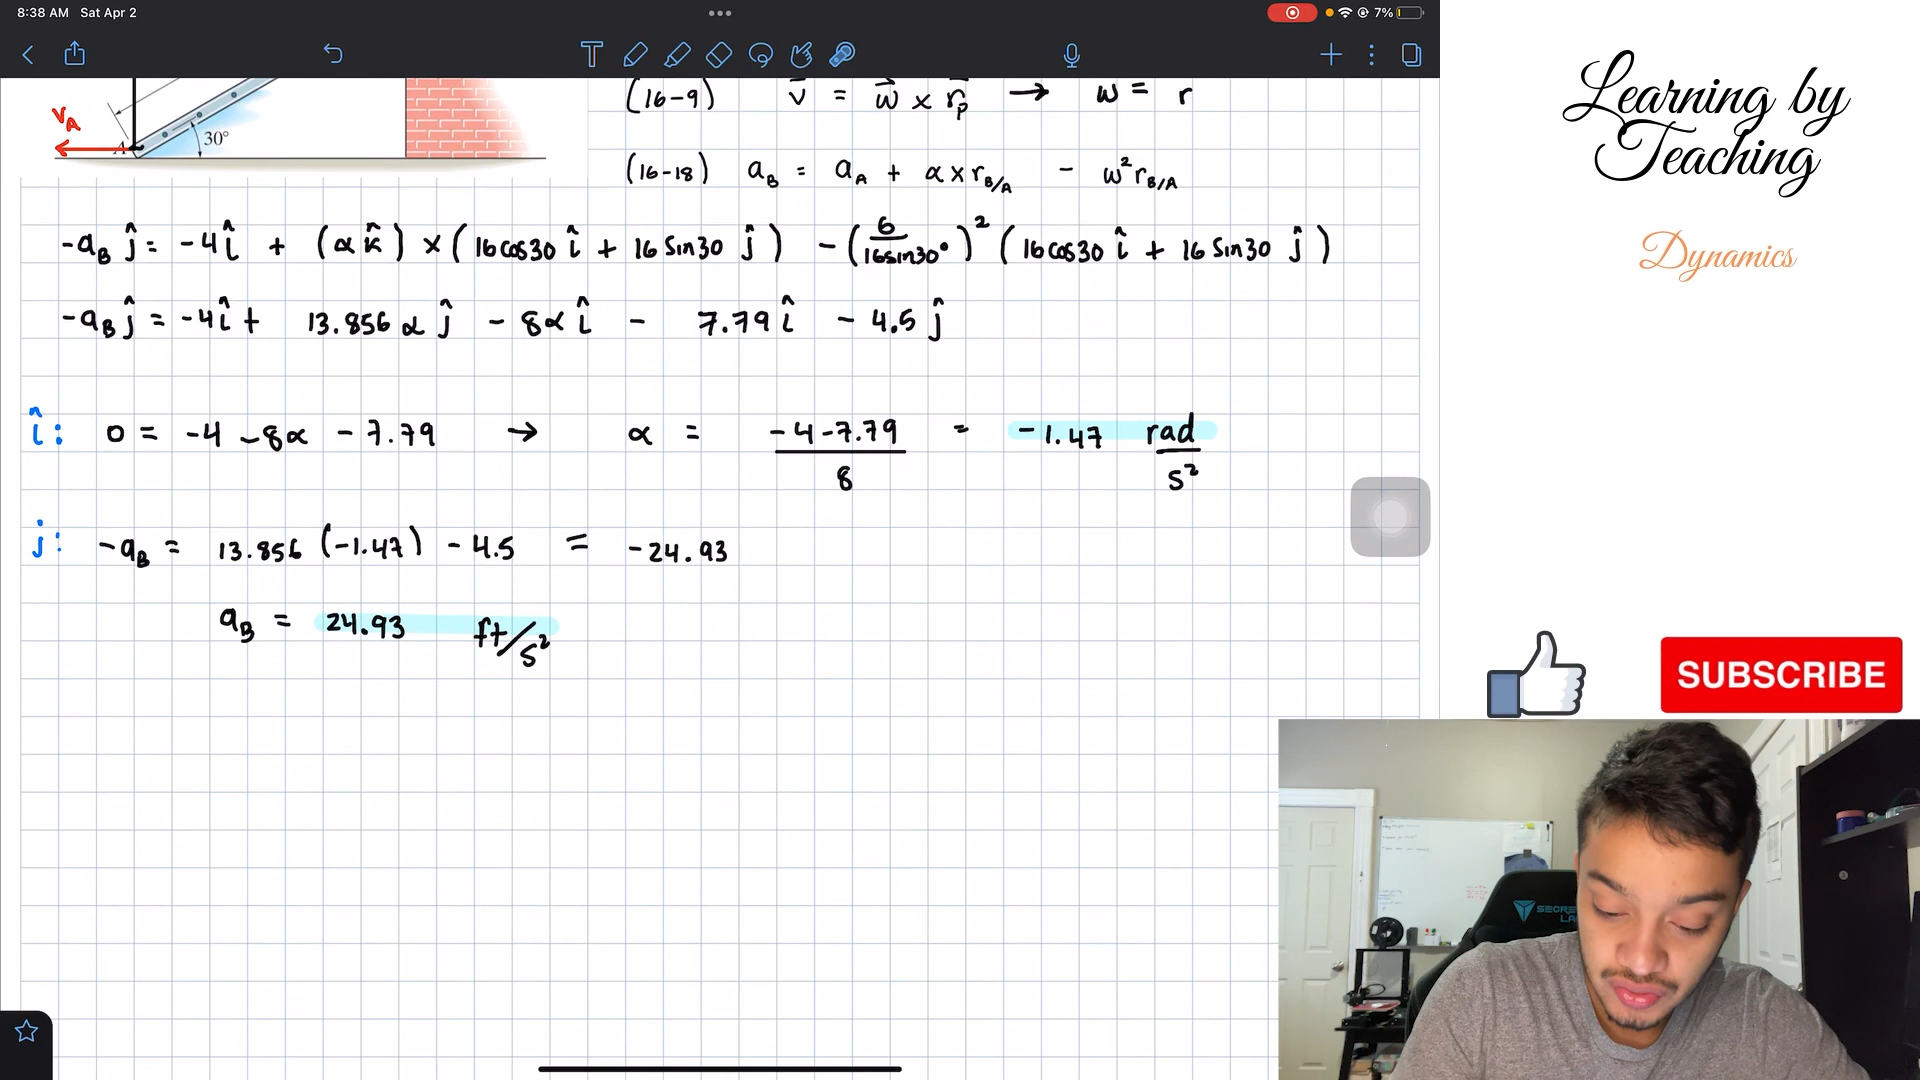 8:38 AM Sat Apr 2
7%
Learning by
Teaching
Dynamics
V_A
A
30°
(16-9) v̄ = w⃗ × r̄_p → w = r
(16-18) a_B = a_A + α × r_B/A - w²r_B/A
-a_B ĵ = -4î + (α k̂) × (16cos30 î + 16 Sin30 ĵ) - (6/16sin30°)² (16cos30 î + 16 Sin30 ĵ)
-a_B ĵ = -4î + 13.856 α ĵ - 8α î - 7.79 î - 4.5 ĵ
î: 0 = -4 - 8α - 7.79 → α = -4-7.79/8 = -1.47 rad/s²
j: -a_B = 13.856 (-1.47) - 4.5 = -24.93
a_B = 24.93 ft/s²
SUBSCRIBE
SECRE
LA